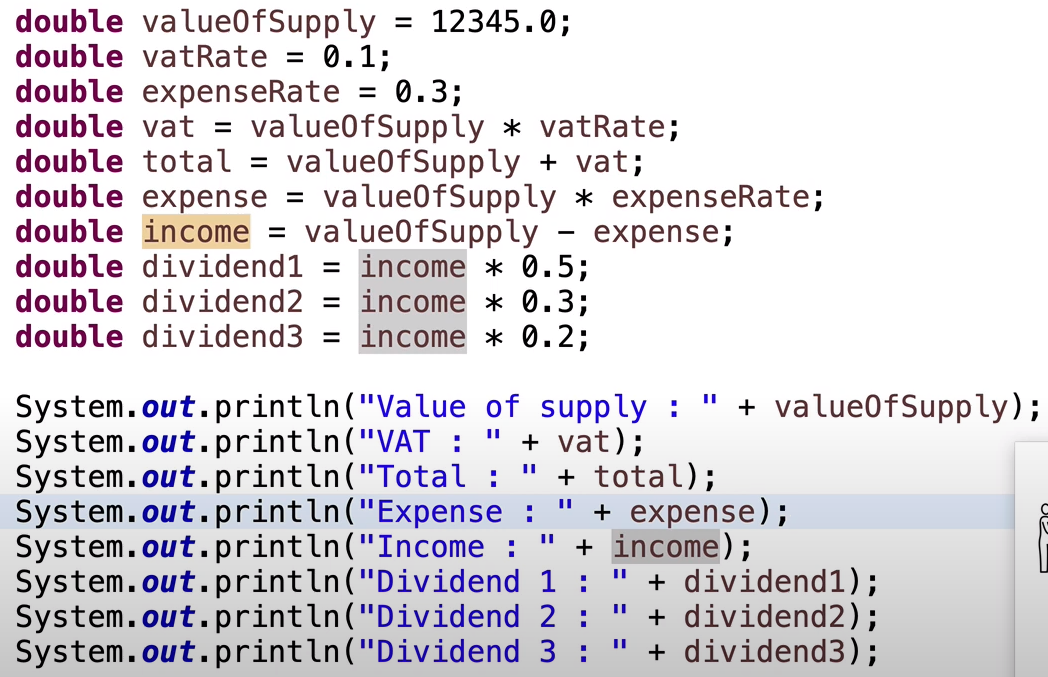 double valueOfSupply = 12345.0;
double vatRate = 0.1;
double expenseRate = 0.3;
double vat = valueOfSupply * vatRate;
double total = valueOfSupply + vat;
double expense = valueOfSupply * expenseRate;
double income = valueOfSupply - expense;
double dividend1 = income * 0.5;
double dividend2 = income * 0.3;
double dividend3 = income * 0.2;
System.out.println("Value of supply : " + valueOfSupply);
System.out.println("VAT : " + vat);
System.out.println("Total : " + total);
System.out.println("Expense : " + expense);
System.out.println("Income : " + income);
System.out.println("Dividend 1 : " + dividend1);
System.out.println("Dividend 2 : " + dividend2);
System.out.println("Dividend 3 : " + dividend3);